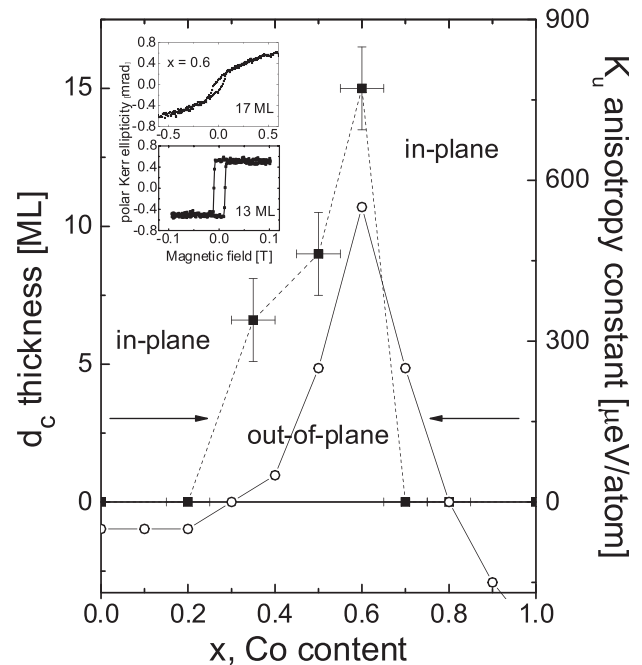 900
15
10
5
0
600
300
0
d_c thickness [ML]
K_u anisotropy constant [μeV/atom]
0.8
0.4
0.0
-0.4
-0.8
x = 0.6
17 ML
-0.5
0.0
0.5
polar Kerr ellipticity (mrad)
0.8
0.4
0.0
-0.4
-0.8
13 ML
-0.1
0.0
0.1
Magnetic field [T]
in-plane
in-plane
out-of-plane
0.0
0.2
0.4
0.6
0.8
1.0
x, Co content